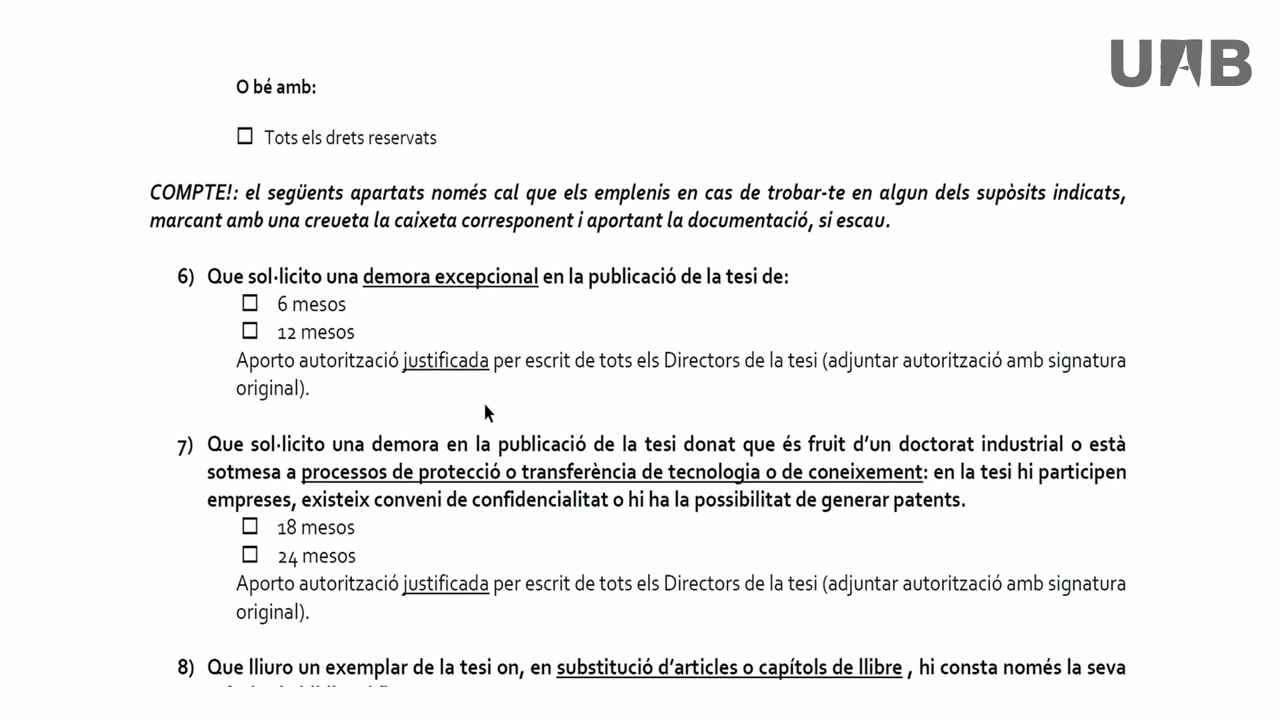 UAB
O bé amb:
☐ Tots els drets reservats
COMPTE!: el següents apartats només cal que els emplenis en cas de trobar-te en algun dels supòsits indicats,
marcant amb una creueta la caixeta corresponent i aportant la documentació, si escau.
6) Que sol·licito una demora excepcional en la publicació de la tesi de:
☐ 6 mesos
☐ 12 mesos
Aporto autorització justificada per escrit de tots els Directors de la tesi (adjuntar autorització amb signatura
original).
7) Que sol·licito una demora en la publicació de la tesi donat que és fruit d’un doctorat industrial o està
sotmesa a processos de protecció o transferència de tecnologia o de coneixement: en la tesi hi participen
empreses, existeix conveni de confidencialitat o hi ha la possibilitat de generar patents.
☐ 18 mesos
☐ 24 mesos
Aporto autorització justificada per escrit de tots els Directors de la tesi (adjuntar autorització amb signatura
original).
8) Que lliuro un exemplar de la tesi on, en substitució d’articles o capítols de llibre , hi consta només la seva